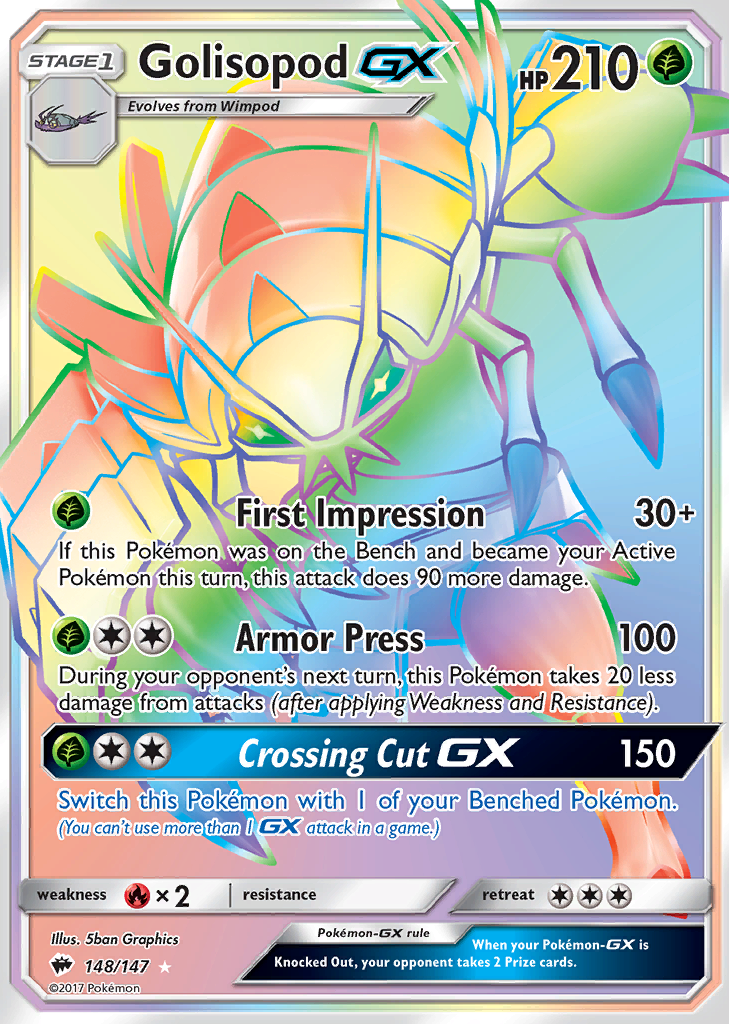 STAGE1
Golisopod GX
HP 210
Evolves from Wimpod
First Impression 30+
If this Pokémon was on the Bench and became your Active
Pokémon this turn, this attack does 90 more damage.
Armor Press 100
During your opponent's next turn, this Pokémon takes 20 less
damage from attacks (after applying Weakness and Resistance).
Crossing Cut GX 150
Switch this Pokémon with 1 of your Benched Pokémon.
(You can't use more than 1 GX attack in a game.)
weakness ×2 resistance retreat
Illus. 5ban Graphics
148/147
©2017 Pokémon
Pokémon-GX rule
When your Pokémon-GX is
Knocked Out, your opponent takes 2 Prize cards.